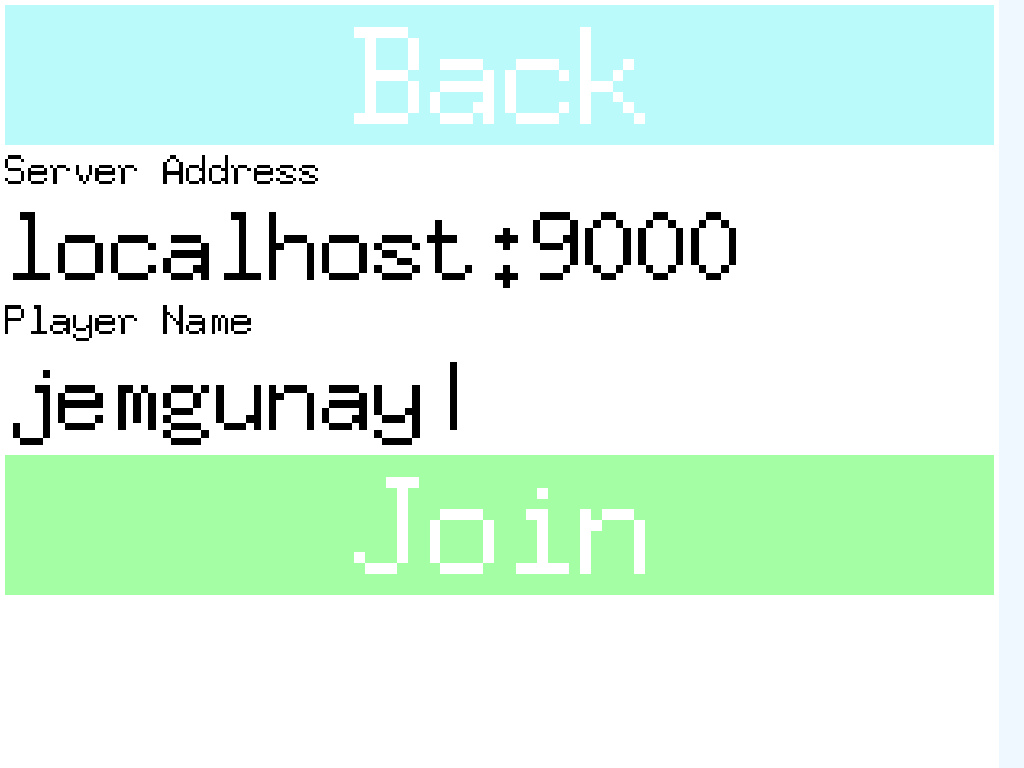 Back
Server Address
localhost:9000
Player Name
jemgunay
Join